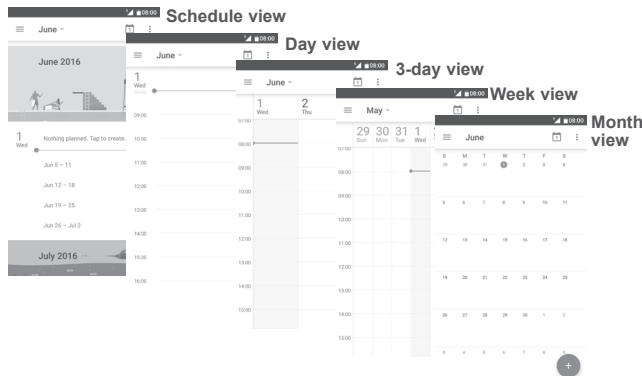 08:00
Schedule view
June
1
June 2016
1
Wed
Nothing planned. Tap to create.
Jun 5 – 11
Jun 12 – 18
Jun 19 – 25
Jun 26 – Jul 2
July 2016
08:00
Day view
June
1
1
Wed
09:00
10:00
11:00
12:00
13:00
14:00
15:00
16:00
08:00
3-day view
June
1
1 2
Wed Thu
07:00
08:00
09:00
10:00
11:00
12:00
13:00
14:00
15:00
08:00
Week view
May
1
29 30 31 1
Sun Mon Tue Wed
07:00
08:00
09:00
10:00
11:00
12:00
13:00
14:00
15:00
08:00
Month
view
June
1
S M T W T F S
29 30 31 1 2 3 4
5 6 7 8 9 10 11
12 13 14 15 16 17 18
19 20 21 22 23 24 25
26 27 28 29 30 1 2
3 4 5 6 7 8
+